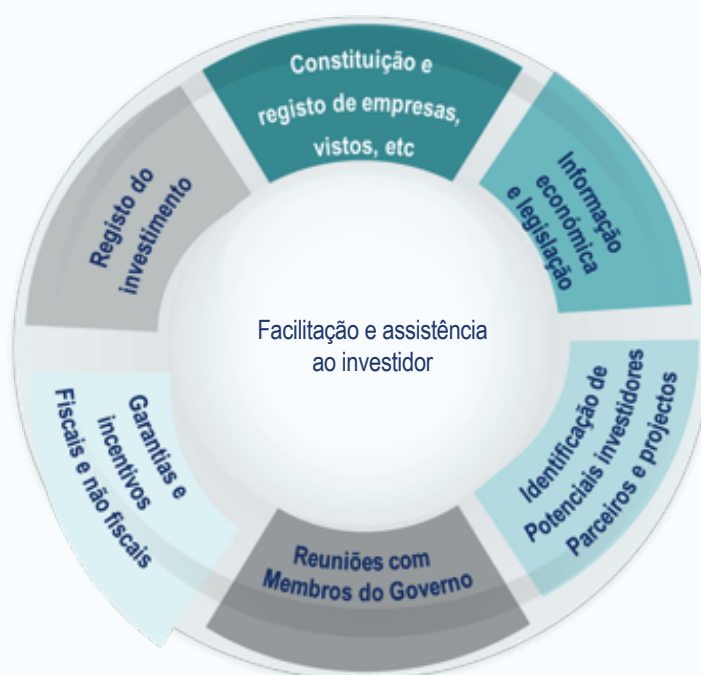 Constituição e
registo de empresas,
vistos, etc
Informação
económica
e legislação
Identificação de
Potenciais investidores
Parceiros e projectos
Reuniões com
Membros do Governo
Garantias e
incentivos
Fiscais e não fiscais
Registo do
investimento
Facilitação e assistência
ao investidor